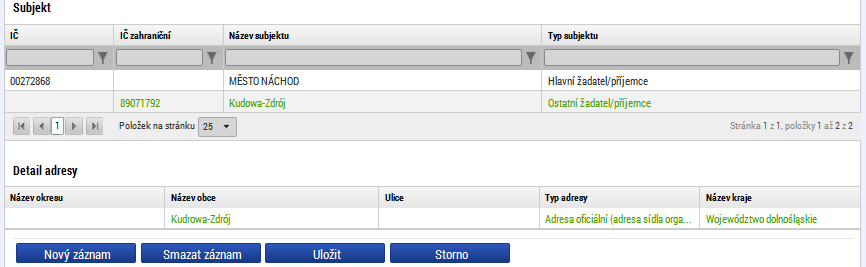 Subjekt
IČ IČ zahraniční Název subjektu Typ subjektu
00272868 MĚSTO NÁCHOD Hlavní žadatel/příjemce
89071792 Kudowa-Zdrój Ostatní žadatel/příjemce
1 Položek na stránku 25 Stránka 1 z 1, položky 1 až 2 z 2
Detail adresy
Název okresu Název obce Ulice Typ adresy Název kraje
Kudrowa-Zdrój Adresa oficiální (adresa sídla orga... Województwo dolnośląskie
Nový záznam Smazat záznam Uložit Storno